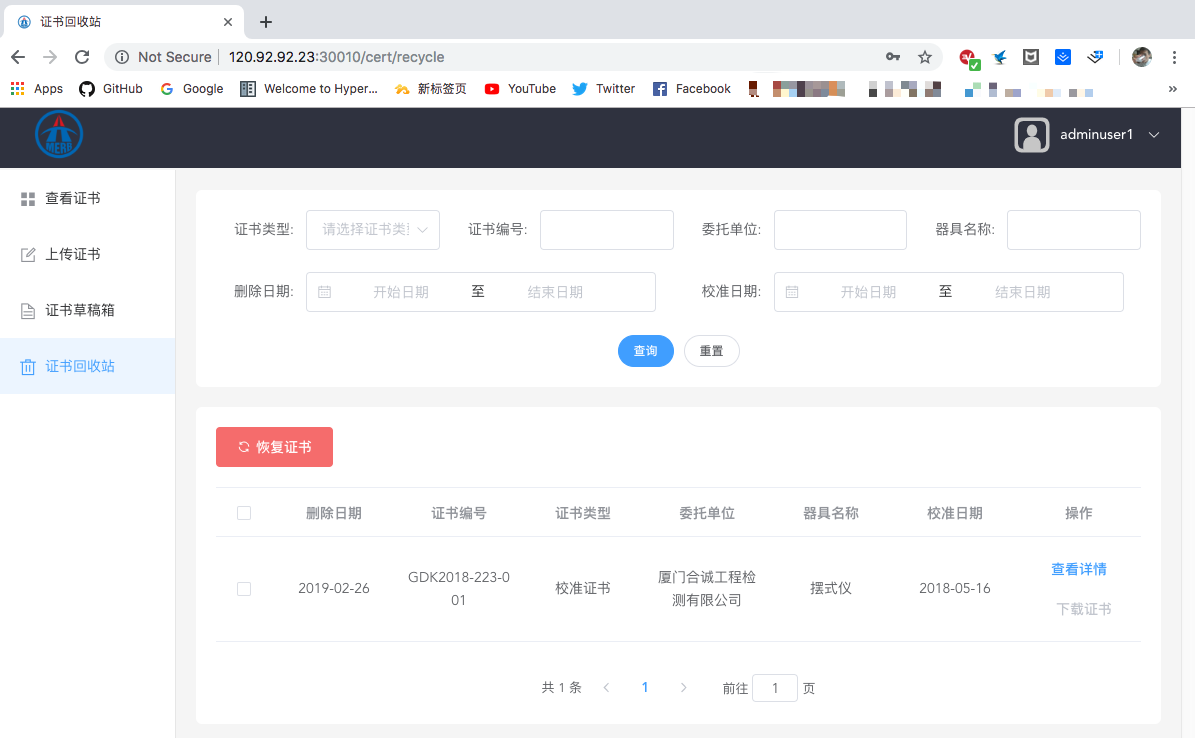 证书回收站
Not Secure
120.92.92.23:30010/cert/recycle
Apps
GitHub
Google
Welcome to Hyper...
新标签页
YouTube
Twitter
Facebook
MERR
adminuser1
查看证书
上传证书
证书草稿箱
证书回收站
证书类型:
请选择证书类型
证书编号:
委托单位:
器具名称:
删除日期:
开始日期 至 结束日期
校准日期:
开始日期 至 结束日期
查询
重置
恢复证书
删除日期 证书编号 证书类型 委托单位 器具名称 校准日期 操作
2019-02-26
GDK2018-223-0
01
校准证书
厦门合诚工程检
测有限公司
摆式仪
2018-05-16
查看详情
下载证书
共 1 条
1
前往 1 页